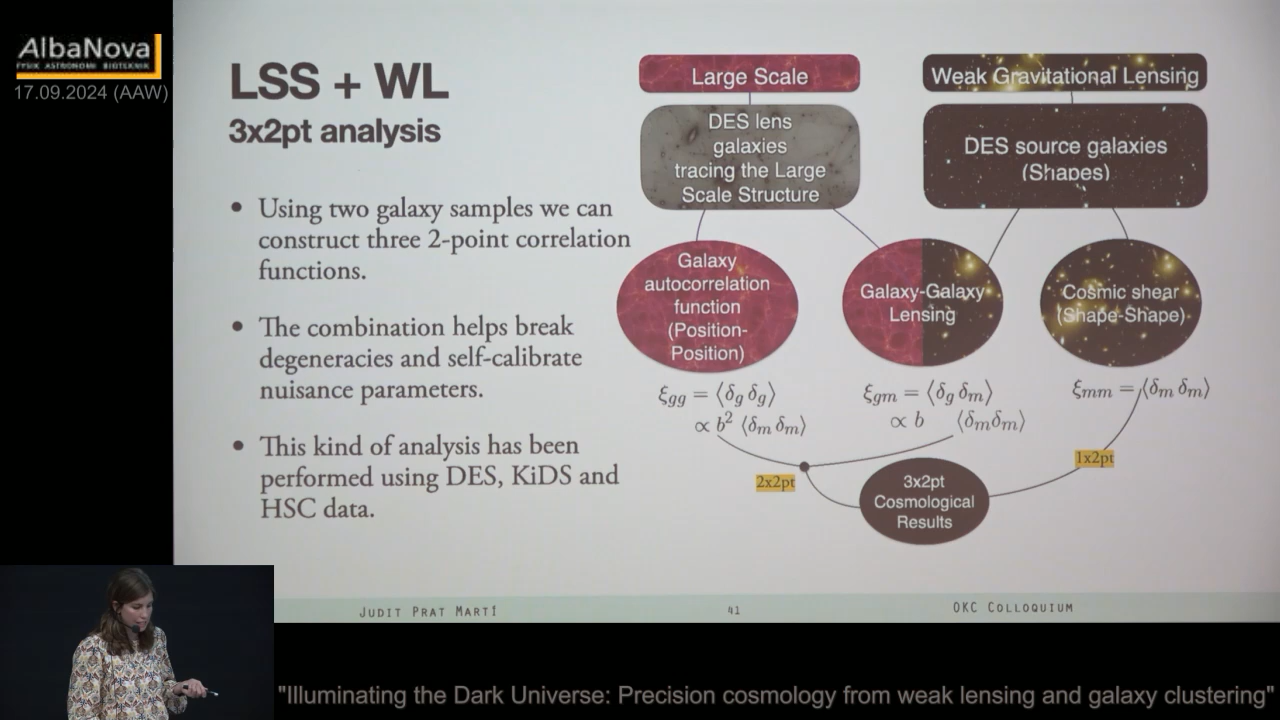 AlbaNova
FYSIK ASTRONOMI BIOTEKNIK
17.09.2024 (AAW)
LSS + WL
3x2pt analysis
• Using two galaxy samples we can
construct three 2-point correlation
functions.
• The combination helps break
degeneracies and self-calibrate
nuisance parameters.
• This kind of analysis has been
performed using DES, KiDS and
HSC data.
Large Scale
DES lens
galaxies
tracing the Large
Scale Structure
Weak Gravitational Lensing
DES source galaxies
(Shapes)
Galaxy
autocorrelation
function
(Position-
Position)
Galaxy-Galaxy
Lensing
Cosmic shear
(Shape-Shape)
ξgg = ⟨δg δg⟩
∝ b² ⟨δm δm⟩
ξgm = ⟨δg δm⟩
∝ b ⟨δmδm⟩
ξmm = ⟨δm δm⟩
2x2pt
1x2pt
3x2pt
Cosmological
Results
JUDIT PRAT MARTÍ
41
OKC COLLOQUIUM
"Illuminating the Dark Universe: Precision cosmology from weak lensing and galaxy clustering"